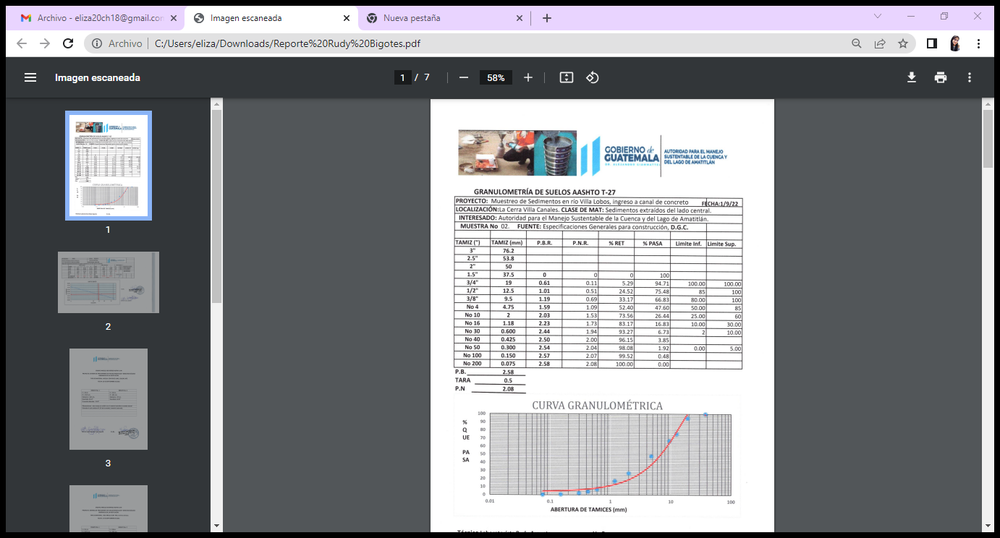 Archivo - eliza20ch18@gmail.con
Imagen escaneada
Nueva pestaña
Archivo
C:/Users/eliza/Downloads/Reporte%20Rudy%20Bigotes.pdf
Imagen escaneada
1 / 7
58%
1
2
3
GOBIERNO de
GUATEMALA
DR. ALEJANDRO GIAMMATTEI
AUTORIDAD PARA EL MANEJO
SUSTENTABLE DE LA CUENCA Y
DEL LAGO DE AMATITLÁN
GRANULOMETRÍA DE SUELOS AASHTO T-27
PROYECTO: Muestreo de Sedimentos en río Villa Lobos, ingreso a canal de concreto FECHA:1/9/22
LOCALIZACIÓN:La Cerra Villa Canales. CLASE DE MAT: Sedimentos extraídos del lado central.
INTERESADO: Autoridad para el Manejo Sustentable de la Cuenca y del Lago de Amatitlán.
MUESTRA No 02. FUENTE: Especificaciones Generales para construcción, D.G.C.
TAMIZ (") TAMIZ (mm) P.B.R. P.N.R. % RET % PASA Limite Inf. Limite Sup.
3" 76.2
2.5" 53.8
2" 50
1.5" 37.5 0 0 0 100
3/4" 19 0.61 0.11 5.29 94.71 100.00 100.00
1/2" 12.5 1.01 0.51 24.52 75.48 85 100
3/8" 9.5 1.19 0.69 33.17 66.83 80.00 100
No 4 4.75 1.59 1.09 52.40 47.60 50.00 85
No 10 2 2.03 1.53 73.56 26.44 25.00 60
No 16 1.18 2.23 1.73 83.17 16.83 10.00 30.00
No 30 0.600 2.44 1.94 93.27 6.73 2 10.00
No 40 0.425 2.50 2.00 96.15 3.85
No 50 0.300 2.54 2.04 98.08 1.92 0.00 5.00
No 100 0.150 2.57 2.07 99.52 0.48
No 200 0.075 2.58 2.08 100.00 0.00
P.B. 2.58
TARA 0.5
P.N 2.08
CURVA GRANULOMÉTRICA
% Q UE PA SA
100
90
80
70
60
50
40
30
20
10
0
0.01 0.1 1 10 100
ABERTURA DE TAMICES (mm)